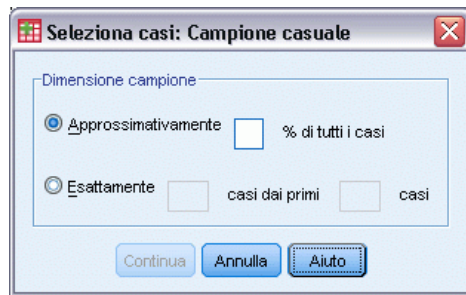 Seleziona casi: Campione casuale
Dimensione campione
Approssimativamente % di tutti i casi
Esattamente casi dai primi casi
Continua Annulla Aiuto